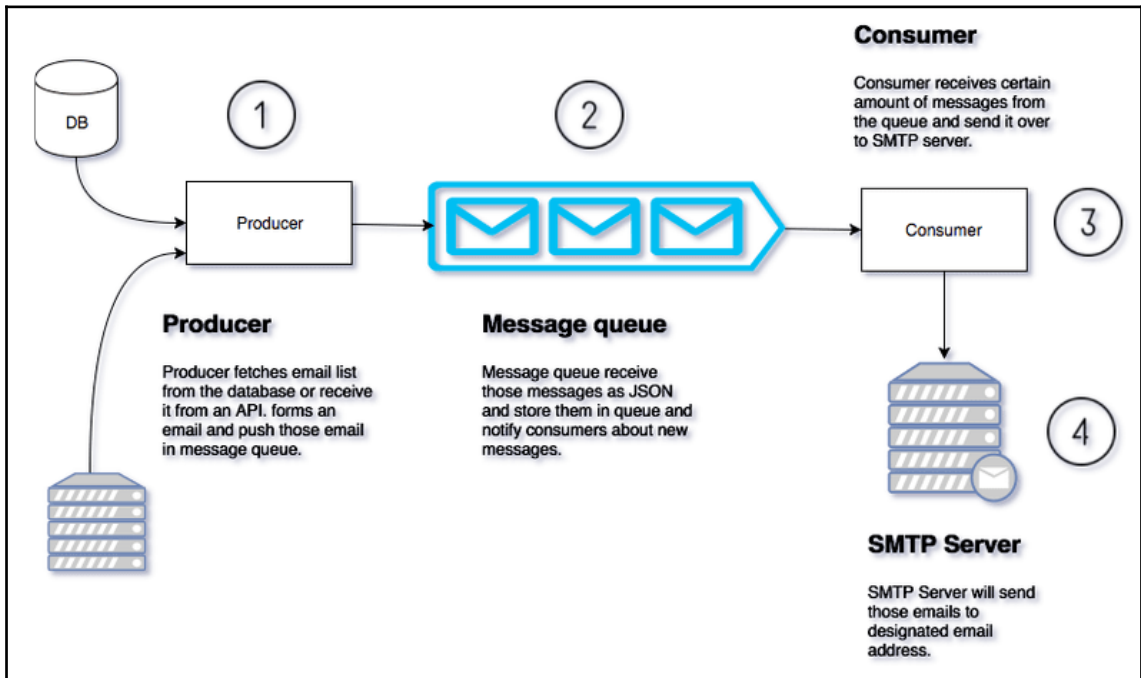 DB
1
Producer
Producer
Producer fetches email list
from the database or receive
it from an API. forms an
email and push those email
in message queue.
2
Message queue
Message queue receive
those messages as JSON
and store them in queue and
notify consumers about new
messages.
Consumer
Consumer receives certain
amount of messages from
the queue and send it over
to SMTP server.
Consumer
3
4
SMTP Server
SMTP Server will send
those emails to
designated email
address.